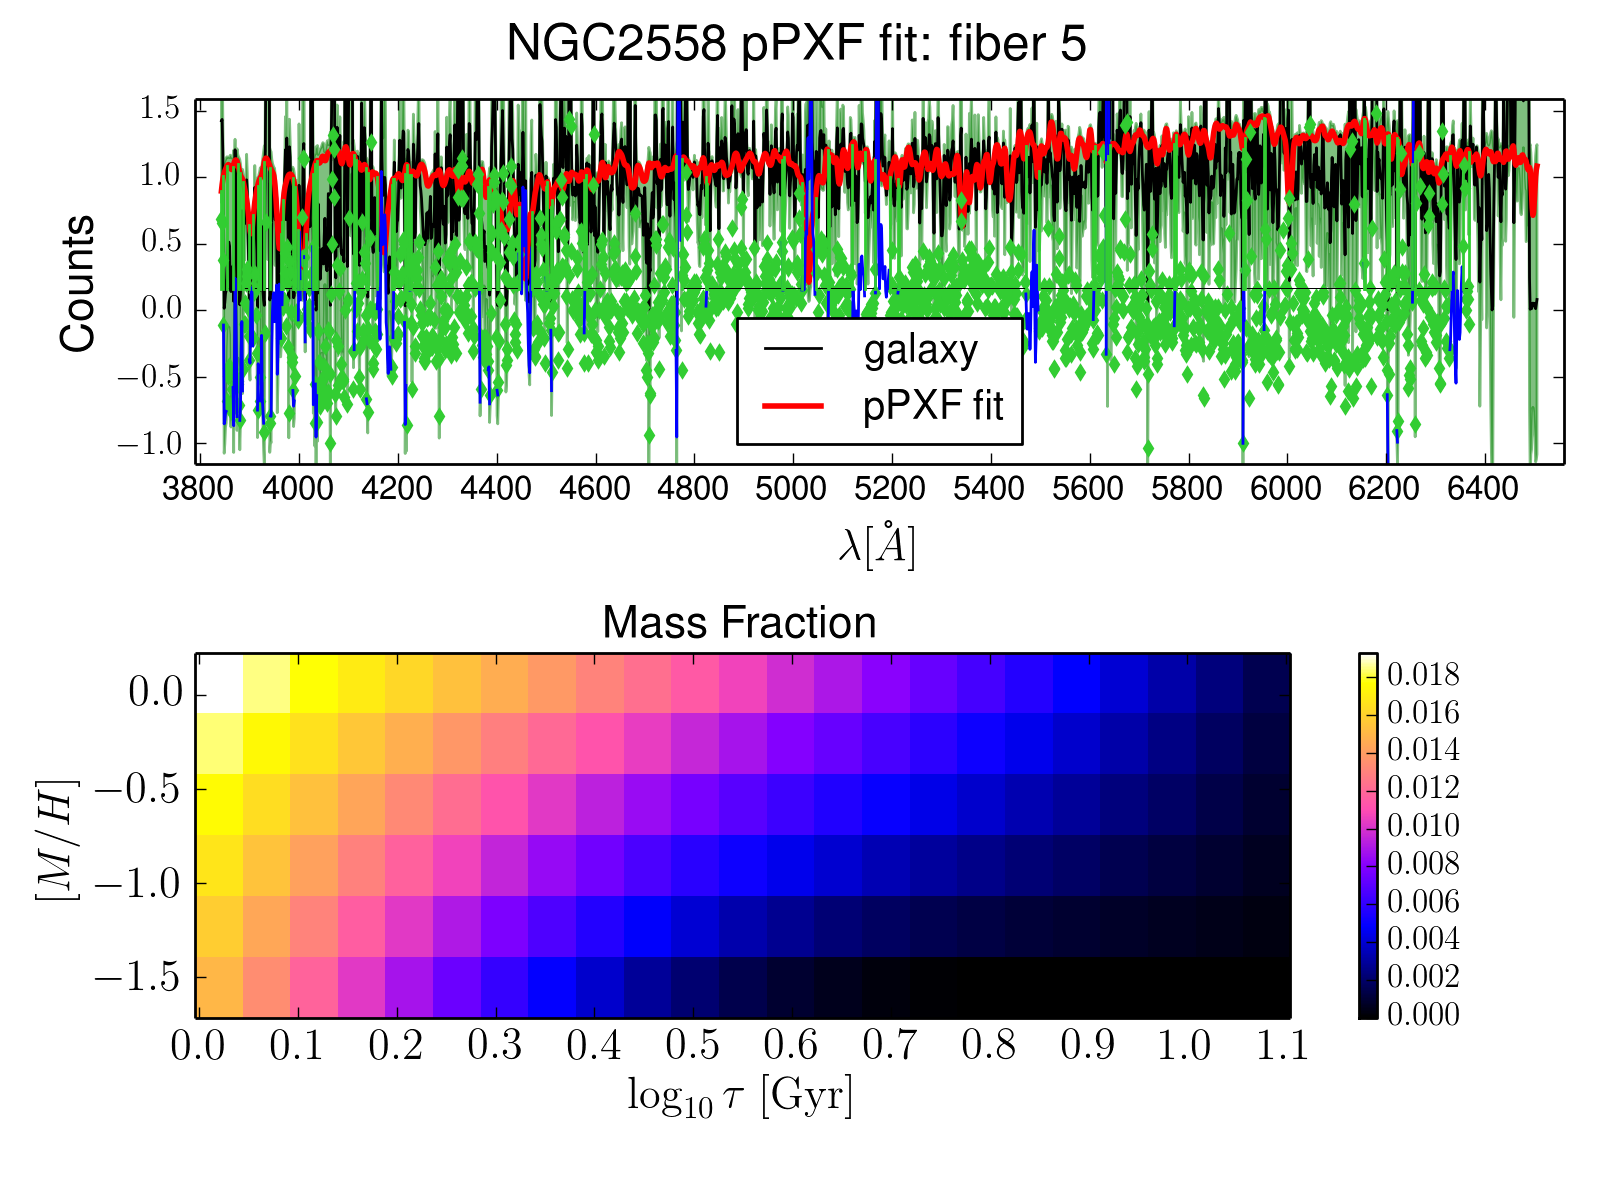 NGC2558 pPXF fit: fiber 5
1.5
1.0
0.5
0.0
−0.5
−1.0
Counts
galaxy
pPXF fit
3800 4000 4200 4400 4600 4800 5000 5200 5400 5600 5800 6000 6200 6400
λ[Å]
Mass Fraction
0.0
−0.5
−1.0
−1.5
[M/H]
0.0 0.1 0.2 0.3 0.4 0.5 0.6 0.7 0.8 0.9 1.0 1.1
log₁₀ τ [Gyr]
0.018
0.016
0.014
0.012
0.010
0.008
0.006
0.004
0.002
0.000